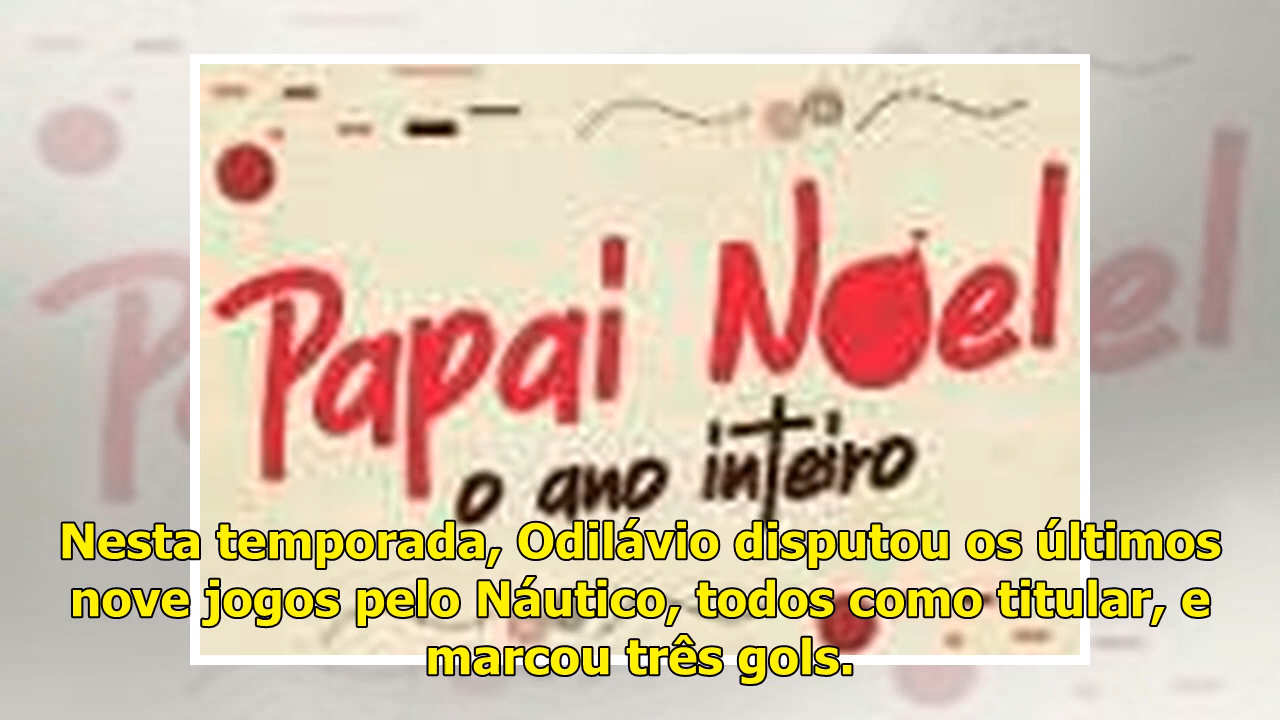 Papai Noel
o ano inteiro
Nesta temporada, Odilávio disputou os últimos
nove jogos pelo Náutico, todos como titular, e
marcou três gols.